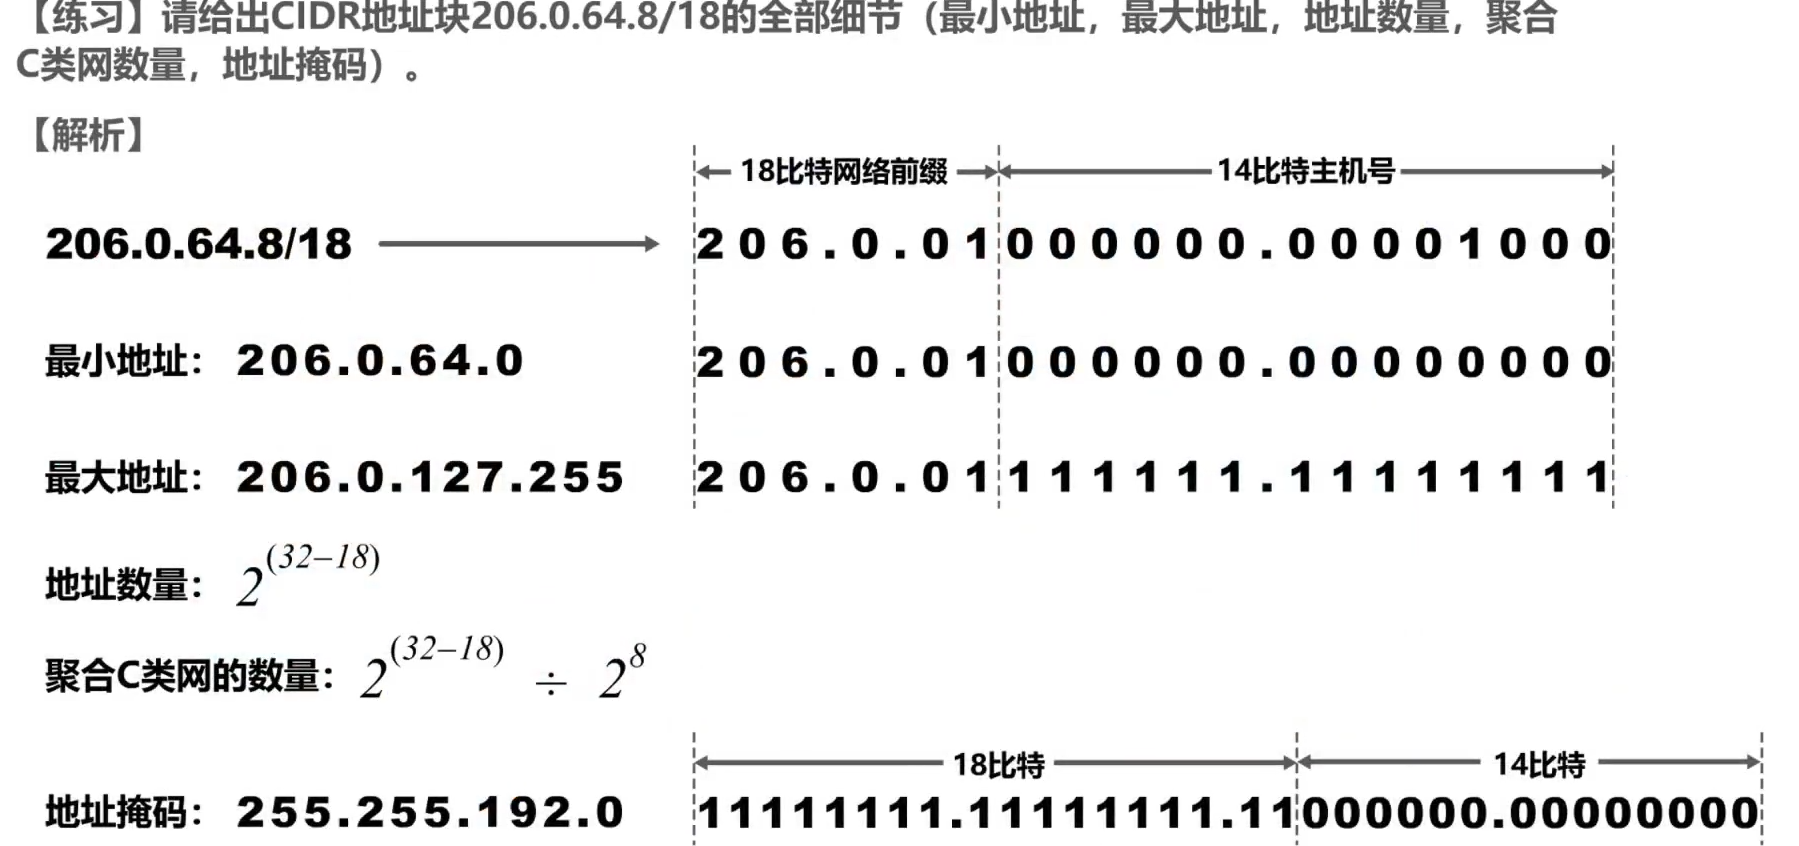 【练习】请给出CIDR地址块206.0.64.8/18的全部细节（最小地址，最大地址，地址数量，聚合
C类网数量，地址掩码）。
【解析】
18比特网络前缀 14比特主机号
206.0.64.8/18 206.0.01000000.00001000
最小地址： 206.0.64.0 206.0.01000000.00000000
最大地址： 206.0.127.255 206.0.01111111.11111111
地址数量： 2^(32–18)
聚合C类网的数量： 2^(32–18) ÷ 2^8
18比特 14比特
地址掩码： 255.255.192.0 11111111.11111111.11000000.00000000